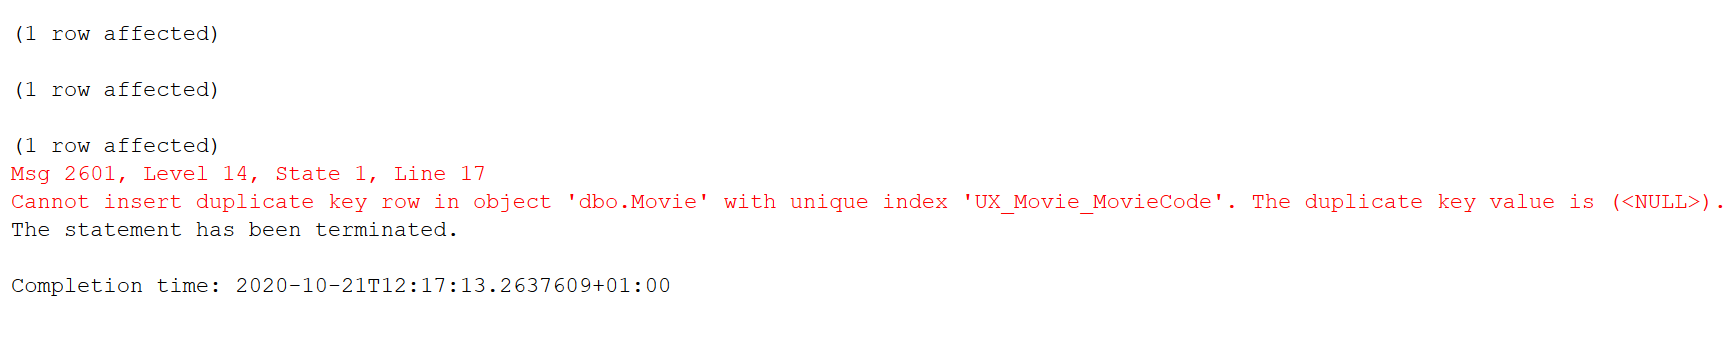 (1 row affected)
(1 row affected)
(1 row affected)
Msg 2601, Level 14, State 1, Line 17
Cannot insert duplicate key row in object 'dbo.Movie' with unique index 'UX_Movie_MovieCode'. The duplicate key value is (<NULL>).
The statement has been terminated.
Completion time: 2020-10-21T12:17:13.2637609+01:00